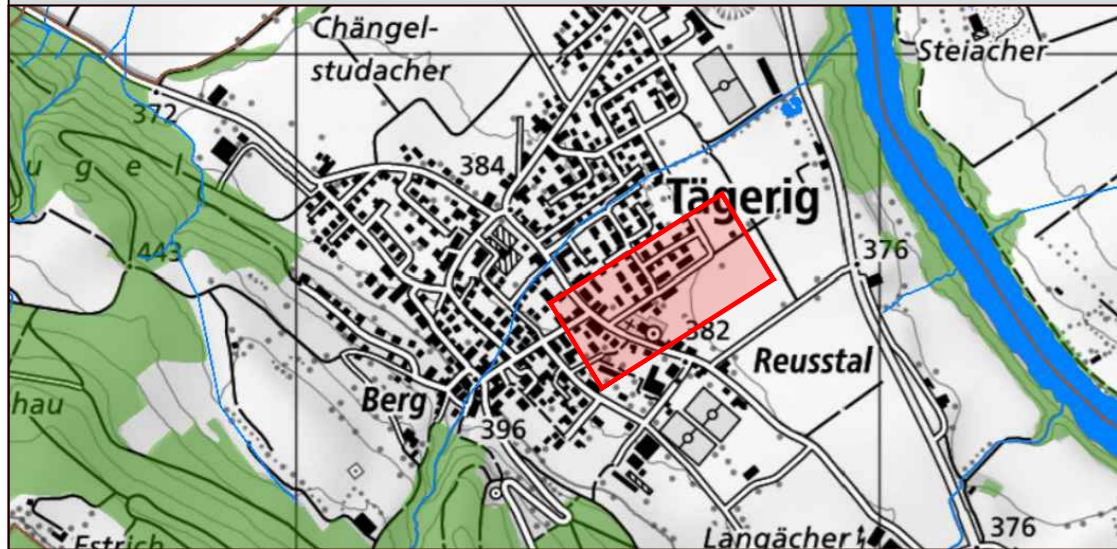 Chängel-
studacher
Steiacher
372
384
u g e l
Tägerig
443
376
382
Reusstal
hau
Berg
396
Estrich
Langächer
376